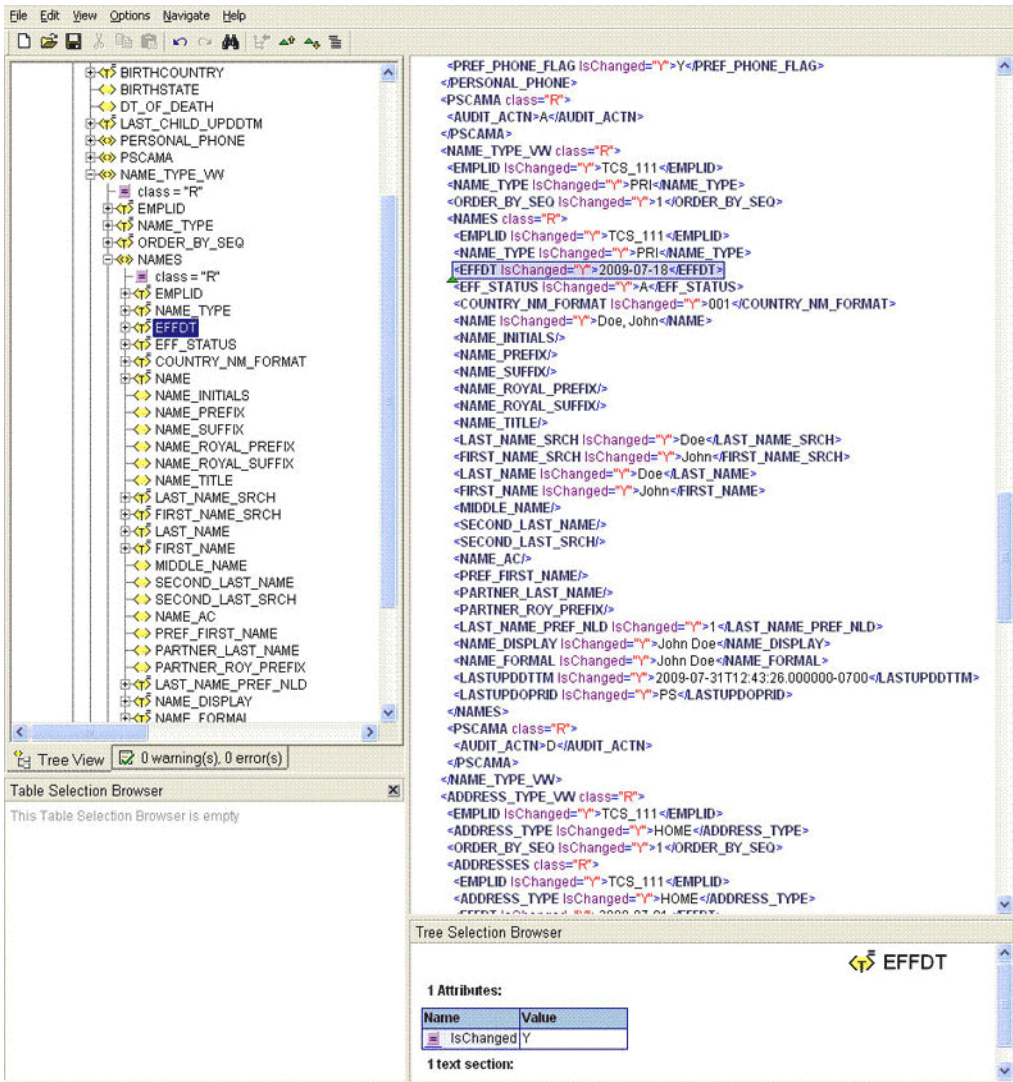 File Edit View Options Navigate Help
BIRTHCOUNTRY
BIRTHSTATE
DT_OF_DEATH
LAST_CHILD_UPDDTM
PERSONAL_PHONE
PSCAMA
NAME_TYPE_VW
class = "R"
EMPLID
NAME_TYPE
ORDER_BY_SEQ
NAMES
class = "R"
EMPLID
NAME_TYPE
EFFDT
EFF_STATUS
COUNTRY_NM_FORMAT
NAME
NAME_INITIALS
NAME_PREFIX
NAME_SUFFIX
NAME_ROYAL_PREFIX
NAME_ROYAL_SUFFIX
NAME_TITLE
LAST_NAME_SRCH
FIRST_NAME_SRCH
LAST_NAME
FIRST_NAME
MIDDLE_NAME
SECOND_LAST_NAME
SECOND_LAST_SRCH
NAME_AC
PREF_FIRST_NAME
PARTNER_LAST_NAME
PARTNER_ROY_PREFIX
LAST_NAME_PREF_NLD
NAME_DISPLAY
NAME_FORMAL
Tree View 0 warning(s), 0 error(s)
Table Selection Browser
This Table Selection Browser is empty
<PREF_PHONE_FLAG IsChanged="Y">Y</PREF_PHONE_FLAG>
</PERSONAL_PHONE>
<PSCAMA class="R">
<AUDIT_ACTN>A</AUDIT_ACTN>
</PSCAMA>
<NAME_TYPE_VW class="R">
<EMPLID IsChanged="Y">TCS_111</EMPLID>
<NAME_TYPE IsChanged="Y">PRI</NAME_TYPE>
<ORDER_BY_SEQ IsChanged="Y">1</ORDER_BY_SEQ>
<NAMES class="R">
<EMPLID IsChanged="Y">TCS_111</EMPLID>
<NAME_TYPE IsChanged="Y">PRI</NAME_TYPE>
<EFFDT IsChanged="Y">2009-07-18</EFFDT>
<EFF_STATUS IsChanged="Y">A</EFF_STATUS>
<COUNTRY_NM_FORMAT IsChanged="Y">001</COUNTRY_NM_FORMAT>
<NAME IsChanged="Y">Doe, John</NAME>
<NAME_INITIALS/>
<NAME_PREFIX/>
<NAME_SUFFIX/>
<NAME_ROYAL_PREFIX/>
<NAME_ROYAL_SUFFIX/>
<NAME_TITLE/>
<LAST_NAME_SRCH IsChanged="Y">Doe</LAST_NAME_SRCH>
<FIRST_NAME_SRCH IsChanged="Y">John</FIRST_NAME_SRCH>
<LAST_NAME IsChanged="Y">Doe</LAST_NAME>
<FIRST_NAME IsChanged="Y">John</FIRST_NAME>
<MIDDLE_NAME/>
<SECOND_LAST_NAME/>
<SECOND_LAST_SRCH/>
<NAME_AC/>
<PREF_FIRST_NAME/>
<PARTNER_LAST_NAME/>
<PARTNER_ROY_PREFIX/>
<LAST_NAME_PREF_NLD IsChanged="Y">1</LAST_NAME_PREF_NLD>
<NAME_DISPLAY IsChanged="Y">John Doe</NAME_DISPLAY>
<NAME_FORMAL IsChanged="Y">John Doe</NAME_FORMAL>
<LASTUPDDTTM IsChanged="Y">2009-07-31T12:43:26.000000-0700</LASTUPDDTTM>
<LASTUPDOPRID IsChanged="Y">PS</LASTUPDOPRID>
</NAMES>
<PSCAMA class="R">
<AUDIT_ACTN>D</AUDIT_ACTN>
</PSCAMA>
</NAME_TYPE_VW>
<ADDRESS_TYPE_VW class="R">
<EMPLID IsChanged="Y">TCS_111</EMPLID>
<ADDRESS_TYPE IsChanged="Y">HOME</ADDRESS_TYPE>
<ORDER_BY_SEQ IsChanged="Y">1</ORDER_BY_SEQ>
<ADDRESSES class="R">
<EMPLID IsChanged="Y">TCS_111</EMPLID>
<ADDRESS_TYPE IsChanged="Y">HOME</ADDRESS_TYPE>
Tree Selection Browser
EFFDT
1 Attributes:
Name Value
IsChanged Y
1 text section: